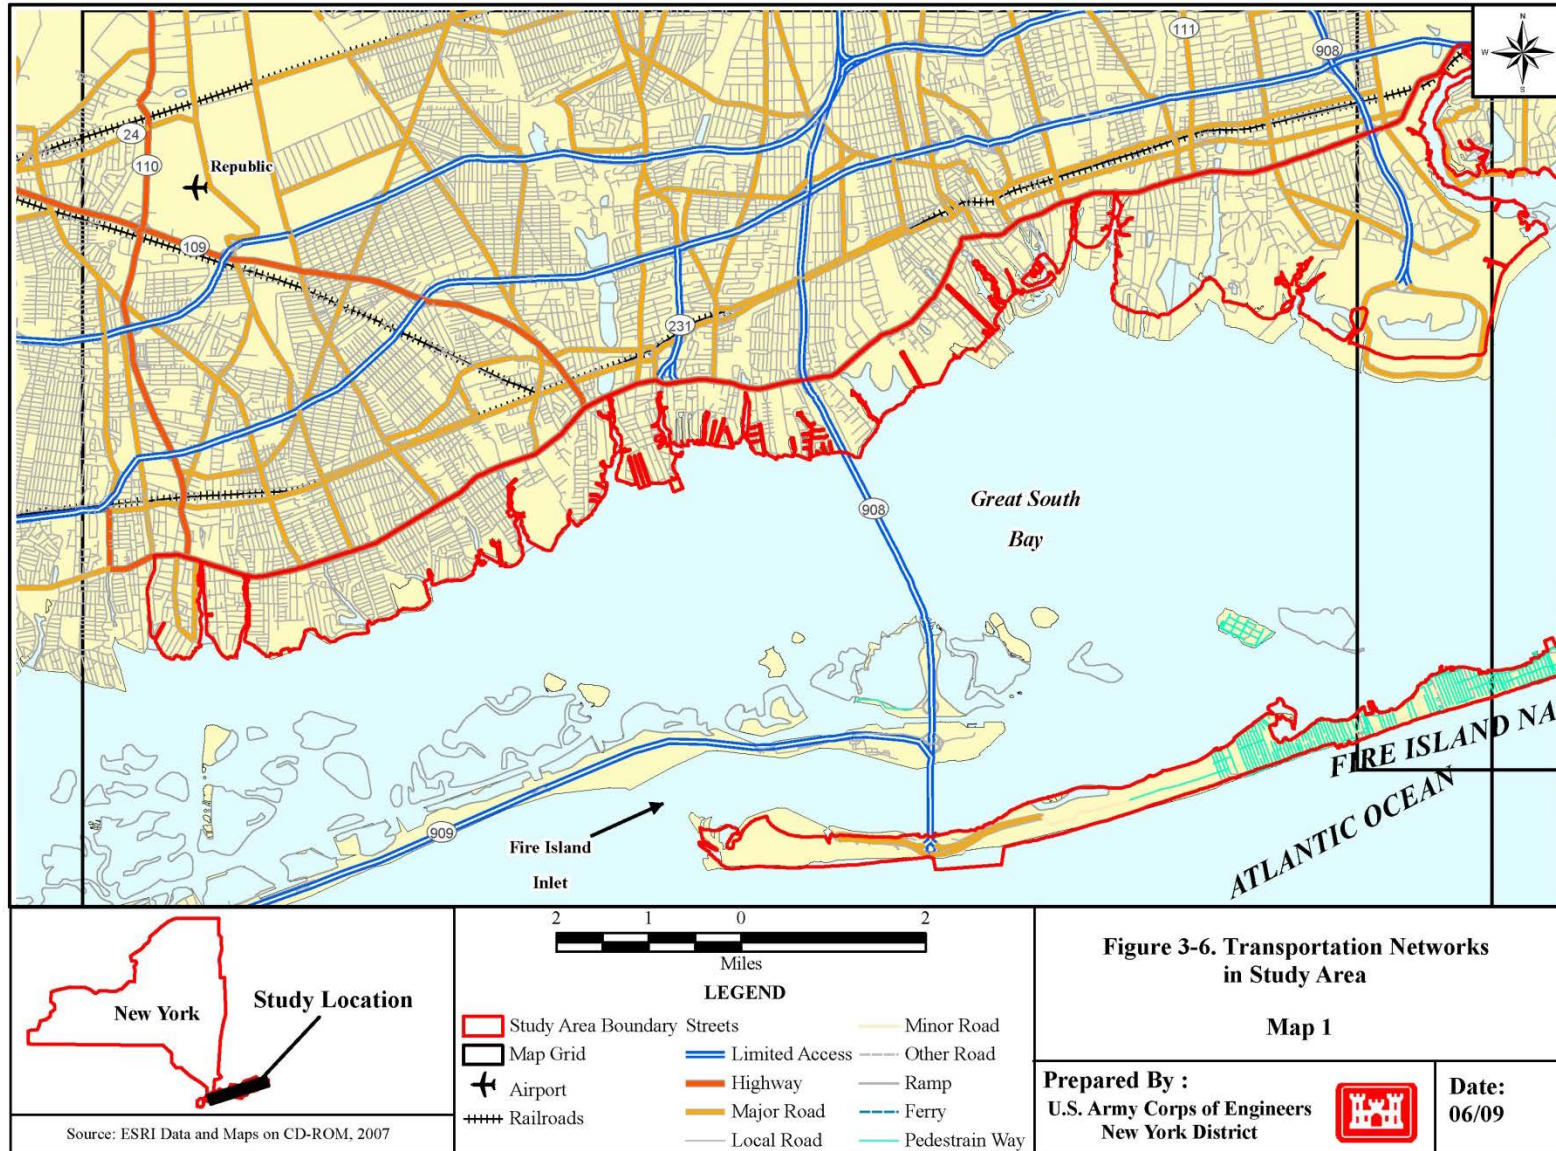 N
W
E
S
111
908
24
110
Republic
109
231
908
Great South
Bay
909
Fire Island
Inlet
FIRE ISLAND NA
ATLANTIC OCEAN
New York
Study Location
Source: ESRI Data and Maps on CD-ROM, 2007
2 1 0 2
Miles
LEGEND
Study Area Boundary
Map Grid
Airport
Railroads
Streets
Limited Access
Highway
Major Road
Local Road
Minor Road
Other Road
Ramp
Ferry
Pedestrain Way
Figure 3-6. Transportation Networks
in Study Area
Map 1
Prepared By :
U.S. Army Corps of Engineers
New York District
Date:
06/09